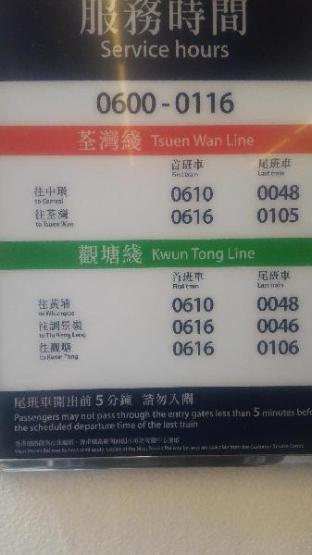 服務時間
Service hours
0600 - 0116
荃灣綫 Tsuen Wan Line
首班車 尾班車
First train Last train
往中環 0610 0048
to Central
往荃灣 0616 0105
to Tsuen Wan
觀塘綫 Kwun Tong Line
首班車 尾班車
First train Last train
往黃埔 0610 0048
to Whampoa
往調景嶺 0616 0046
to Tiu Keng Leng
往觀塘 0616 0106
to Kwun Tong
尾班車開出前 5 分鐘 請勿入閘
Passengers may not pass through the entry gates less than 5 minutes befo
the scheduled departure time of the last train